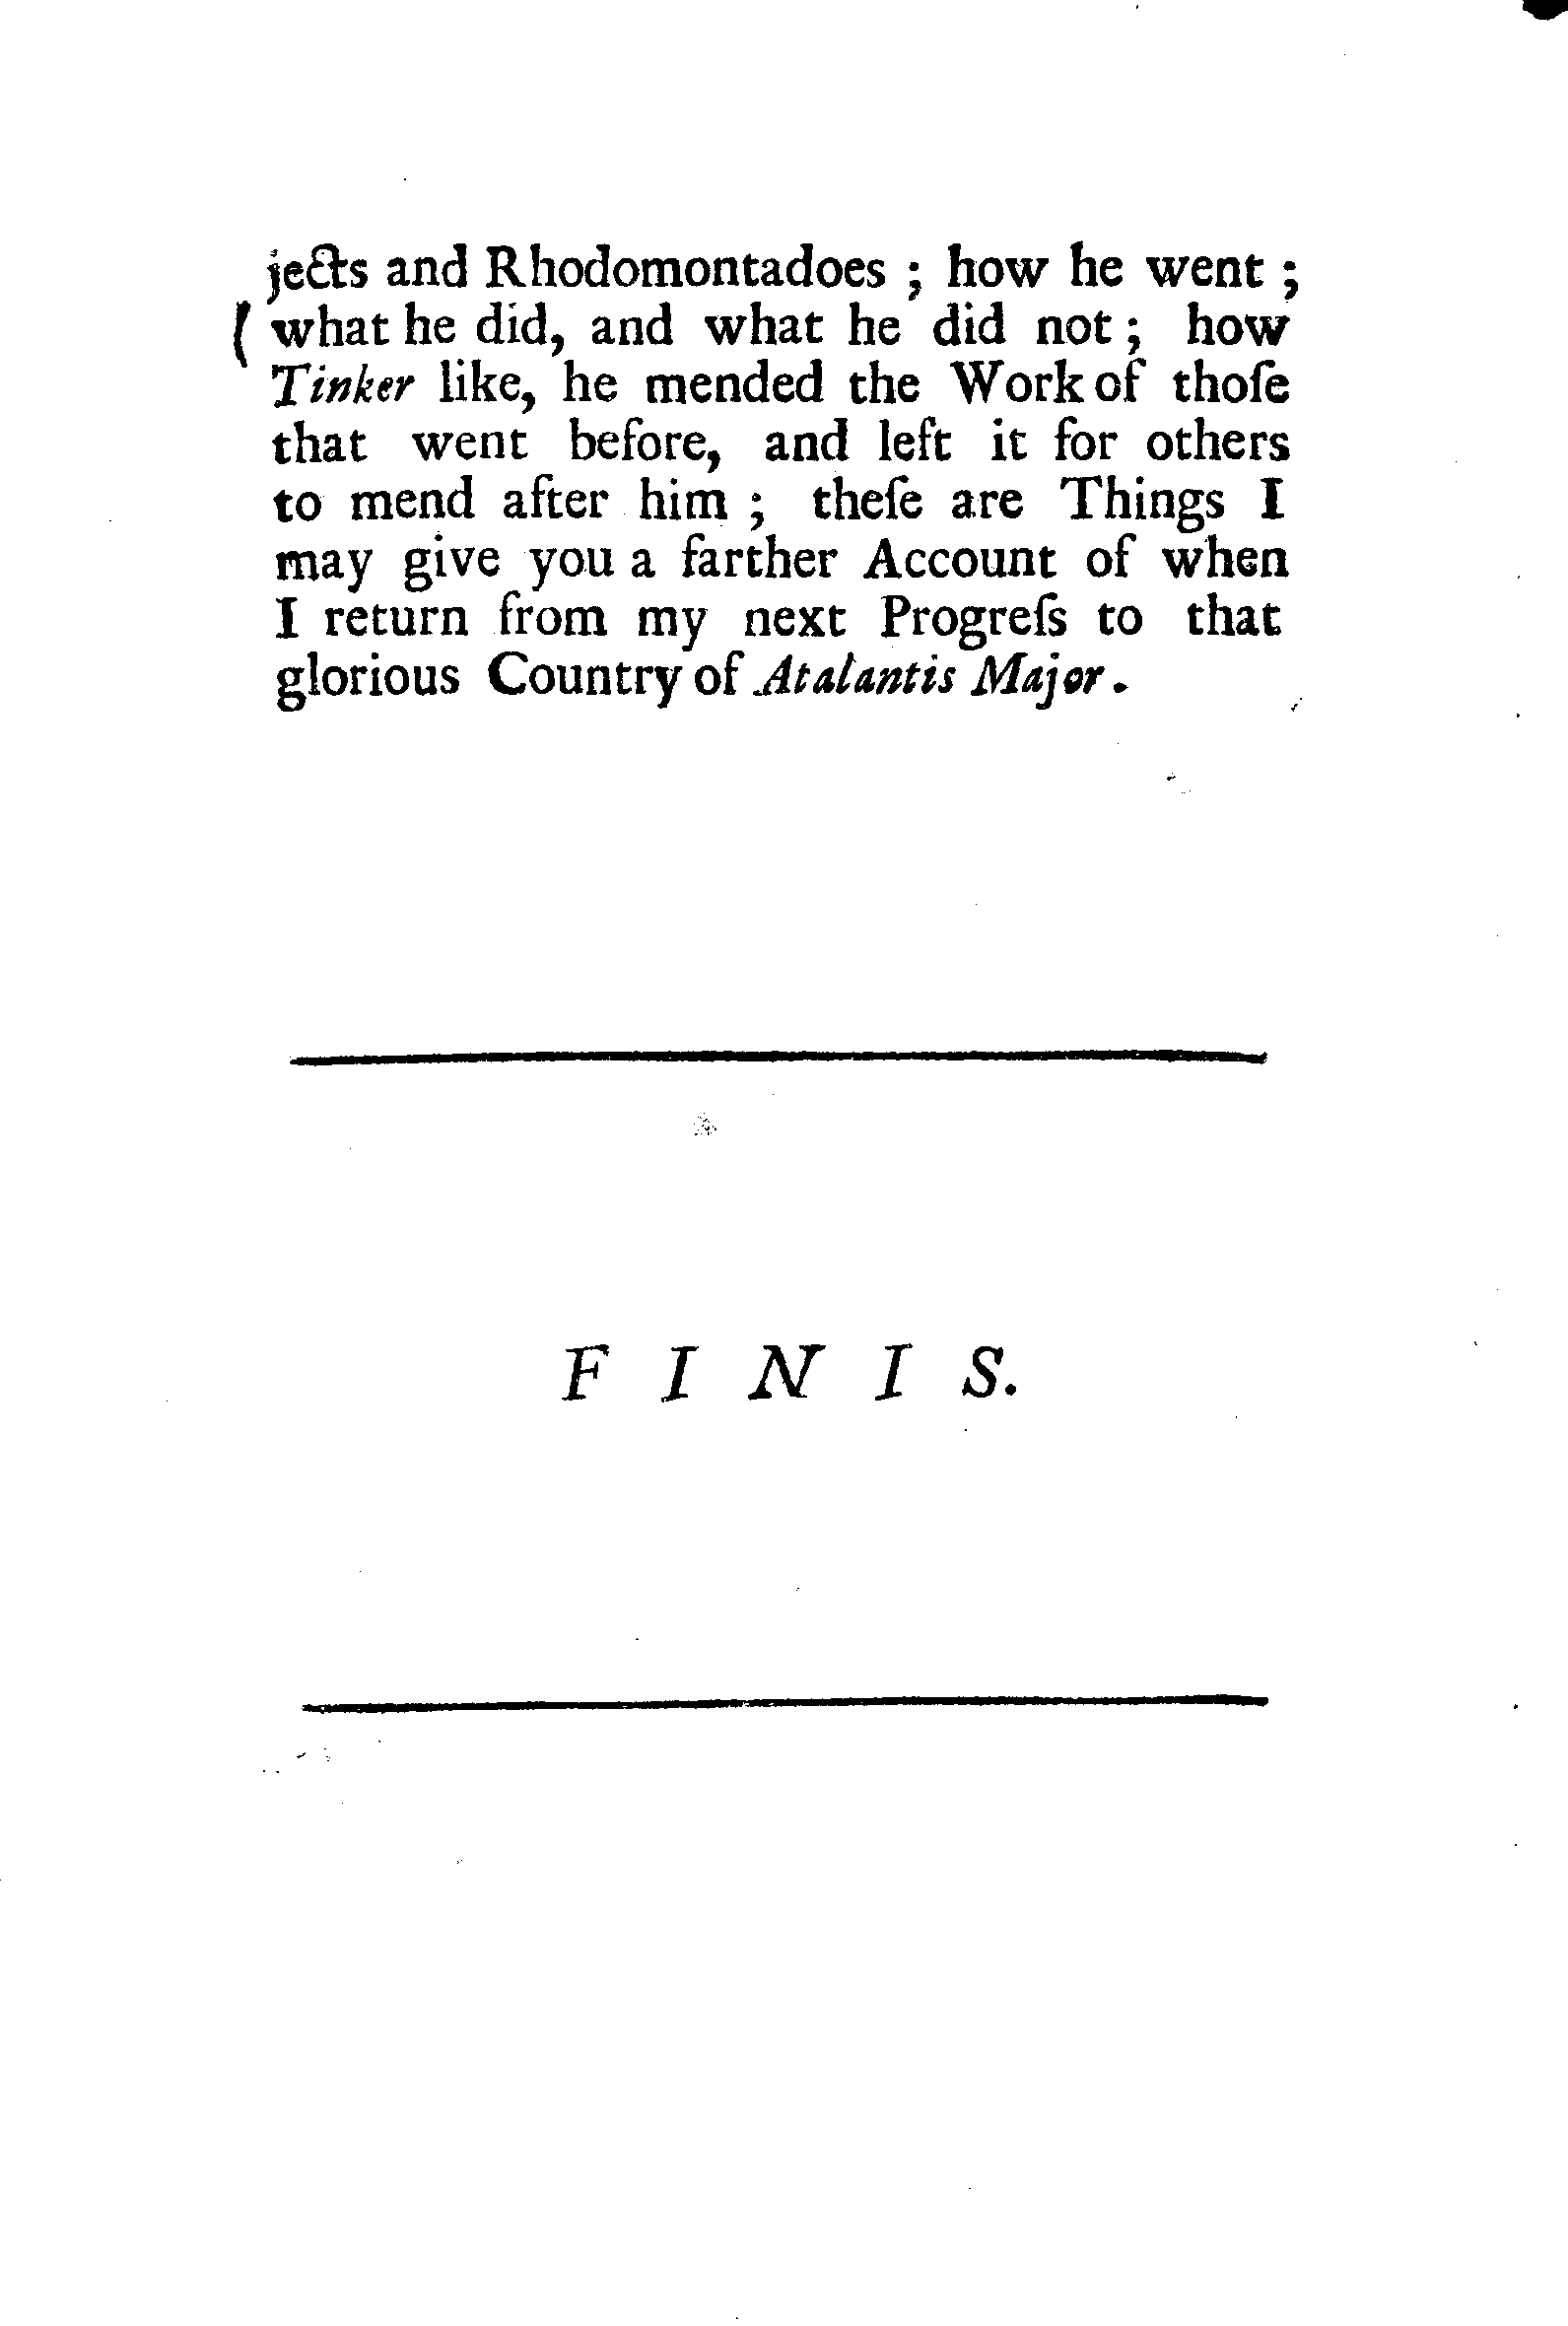 jects and Rhodomontadoes ; how he went ;
( what he did, and what he did not ; how
Tinker like, he mended the Work of thoſe
that went before, and left it for others
to mend after him ; theſe are Things I
may give you a farther Account of when
I return from my next Progreſs to that
glorious Country of Atalantis Major.
F I N I S.